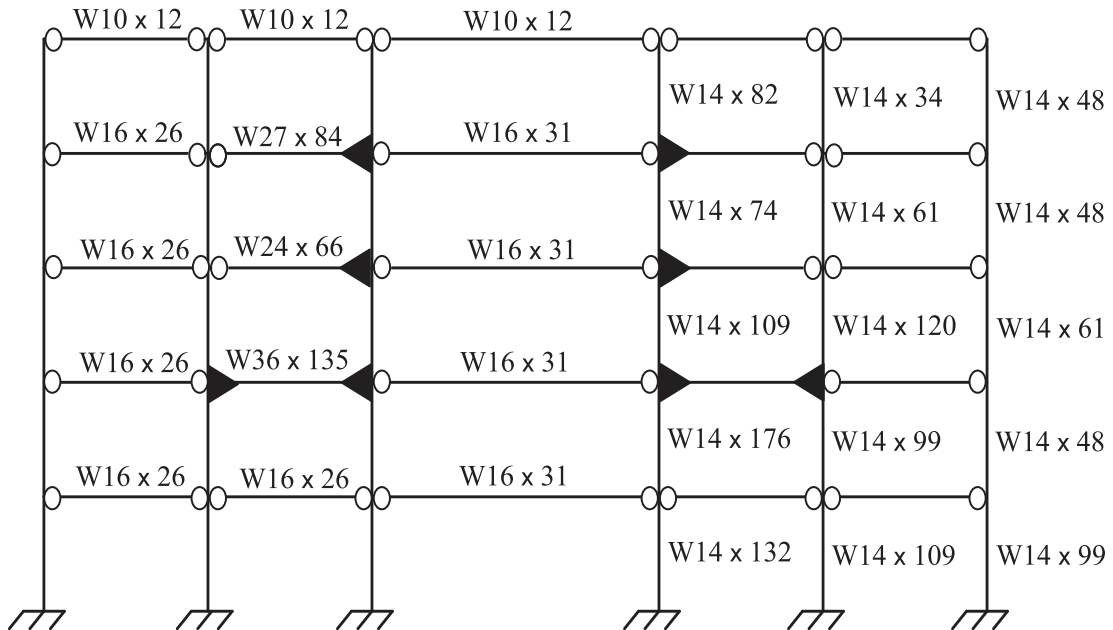 W10 x 12
W10 x 12
W10 x 12
W14 x 82
W14 x 34
W14 x 48
W16 x 26
W27 x 84
W16 x 31
W14 x 74
W14 x 61
W14 x 48
W16 x 26
W24 x 66
W16 x 31
W14 x 109
W14 x 120
W14 x 61
W16 x 26
W36 x 135
W16 x 31
W14 x 176
W14 x 99
W14 x 48
W16 x 26
W16 x 26
W16 x 31
W14 x 132
W14 x 109
W14 x 99